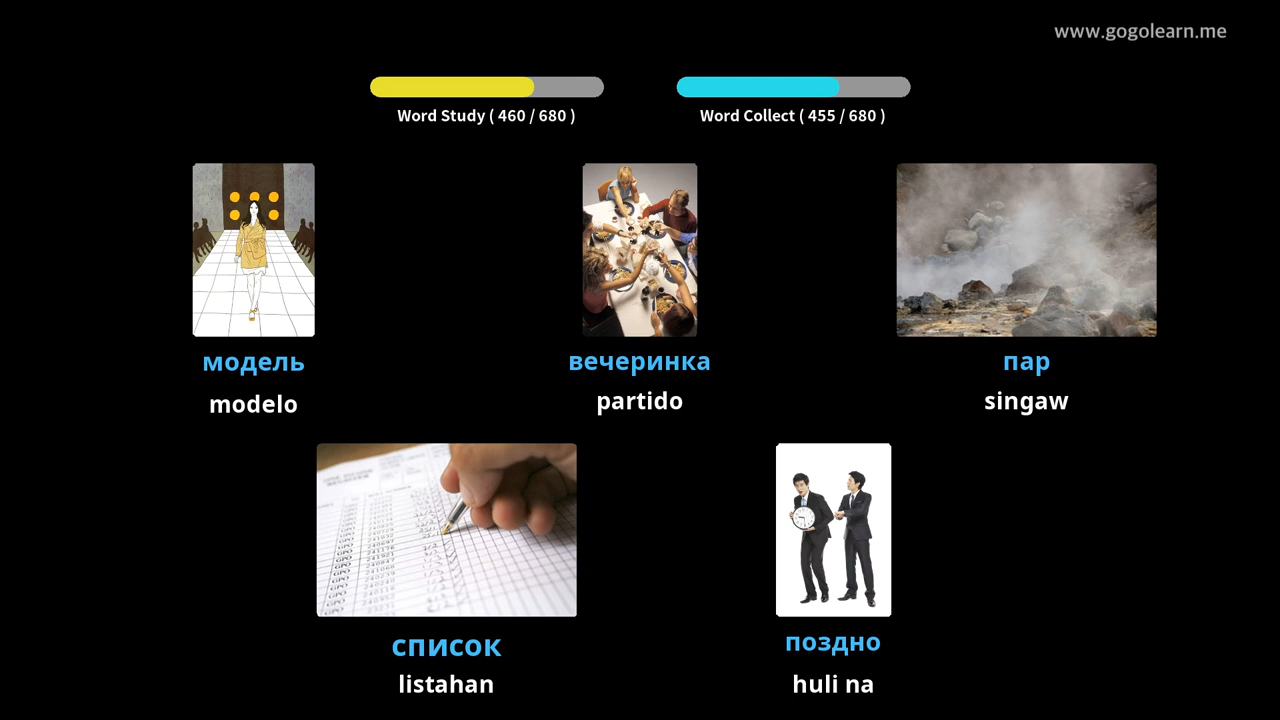 www.gogolearn.me
Word Study ( 460 / 680 )
Word Collect ( 455 / 680 )
модель
modelo
вечеринка
partido
пар
singaw
список
listahan
поздно
huli na